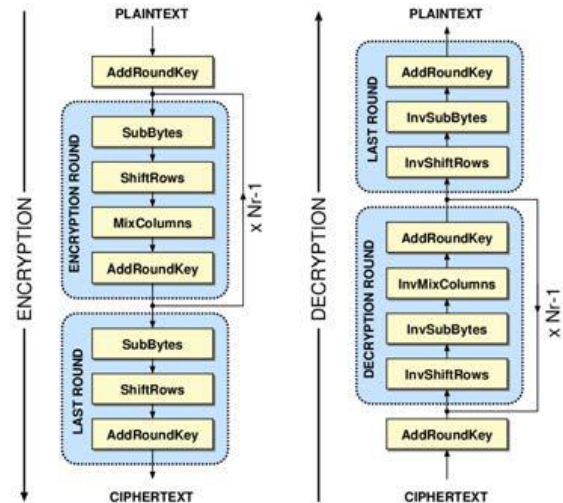 PLAINTEXT
AddRoundKey
ENCRYPTION ROUND
SubBytes
ShiftRows
MixColumns
AddRoundKey
x Nr-1
LAST ROUND
SubBytes
ShiftRows
AddRoundKey
CIPHERTEXT
ENCRYPTION
PLAINTEXT
LAST ROUND
AddRoundKey
InvSubBytes
InvShiftRows
DECRYPTION ROUND
AddRoundKey
InvMixColumns
InvSubBytes
InvShiftRows
x Nr-1
AddRoundKey
CIPHERTEXT
DECRYPTION